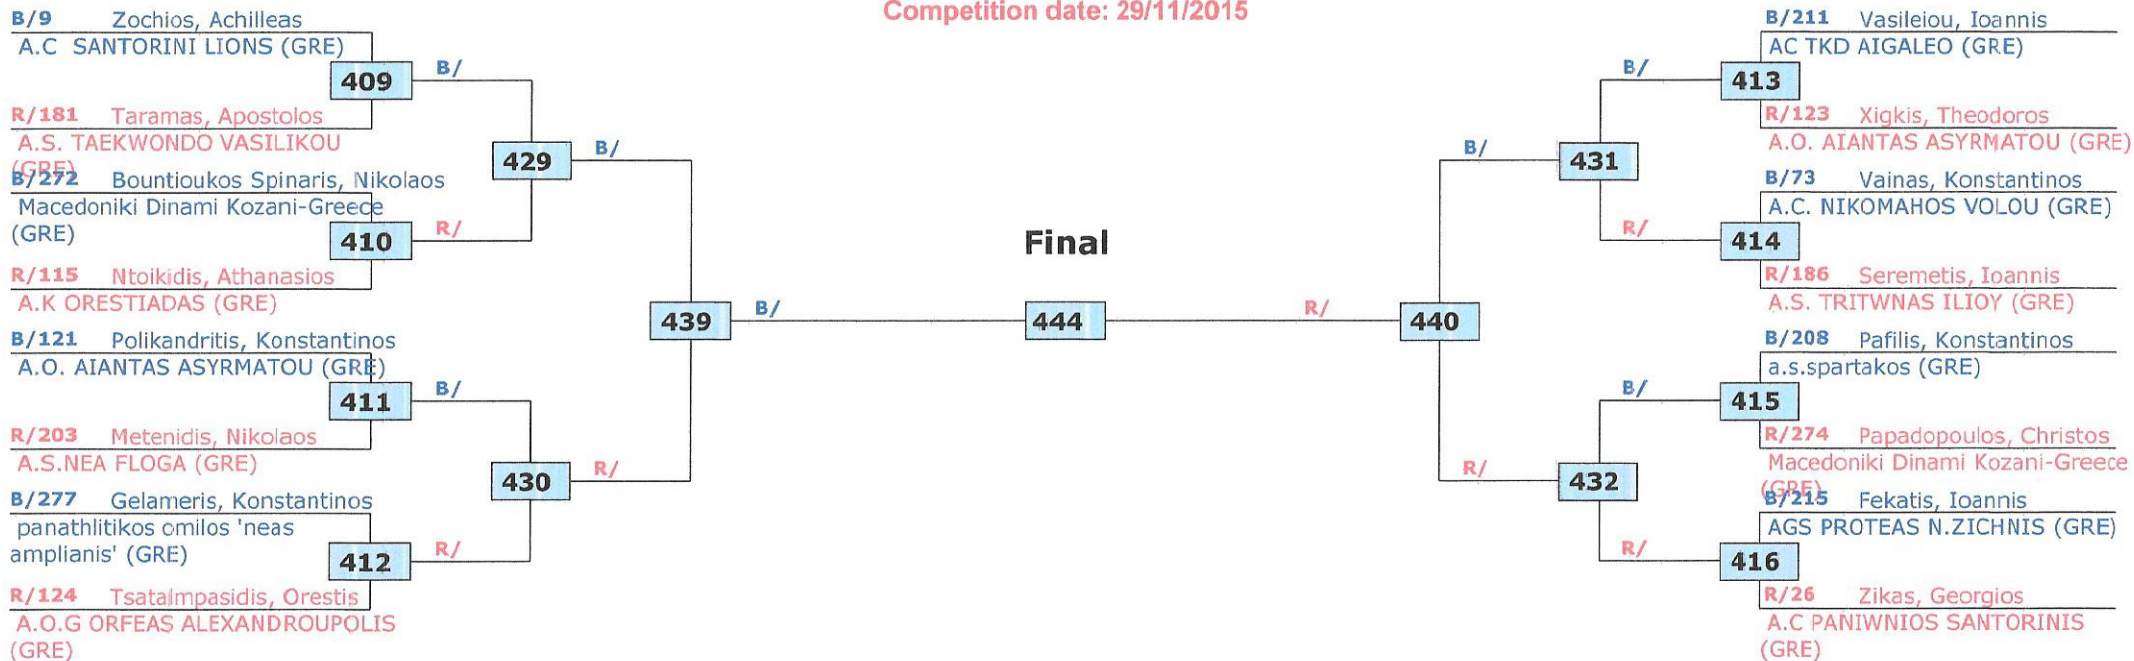 Competition date: 29/11/2015
B/9 Zochios, Achilleas
A.C SANTORINI LIONS (GRE)
409
B/
R/181 Taramas, Apostolos
A.S. TAEKWONDO VASILIKOU
(GRE)
429
B/
B/272 Bountioukos Spinaris, Nikolaos
Macedoniki Dinami Kozani-Greece
(GRE)
410
R/
R/115 Ntoikidis, Athanasios
A.K ORESTIADAS (GRE)
439
B/
B/121 Polikandritis, Konstantinos
A.O. AIANTAS ASYRMATOU (GRE)
411
B/
R/203 Metenidis, Nikolaos
A.S.NEA FLOGA (GRE)
430
R/
B/277 Gelameris, Konstantinos
panathlitikos omilos 'neas
amplianis' (GRE)
412
R/
R/124 Tsatalmpasidis, Orestis
A.O.G ORFEAS ALEXANDROUPOLIS
(GRE)
Final
444
B/211 Vasileiou, Ioannis
AC TKD AIGALEO (GRE)
B/
413
R/123 Xigkis, Theodoros
A.O. AIANTAS ASYRMATOU (GRE)
B/
431
B/73 Vainas, Konstantinos
A.C. NIKOMAHOS VOLOU (GRE)
R/
414
R/186 Seremetis, Ioannis
A.S. TRITWNAS ILIOY (GRE)
R/
440
B/208 Pafilis, Konstantinos
a.s.spartakos (GRE)
B/
415
R/274 Papadopoulos, Christos
Macedoniki Dinami Kozani-Greece
(GRE)
R/
432
B/215 Fekatis, Ioannis
AGS PROTEAS N.ZICHNIS (GRE)
R/
416
R/26 Zikas, Georgios
A.C PANIWNIOS SANTORINIS
(GRE)